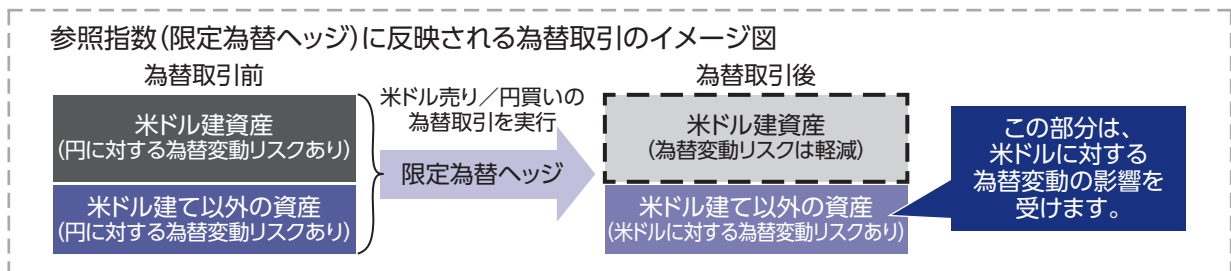 参照指数(限定為替ヘッジ)に反映される為替取引のイメージ図
為替取引前
米ドル建資産
(円に対する為替変動リスクあり)
米ドル建て以外の資産
(円に対する為替変動リスクあり)
米ドル売り／円買いの
為替取引を実行
限定為替ヘッジ
為替取引後
米ドル建資産
(為替変動リスクは軽減)
米ドル建て以外の資産
(米ドルに対する為替変動リスクあり)
この部分は、
米ドルに対する
為替変動の影響を
受けます。